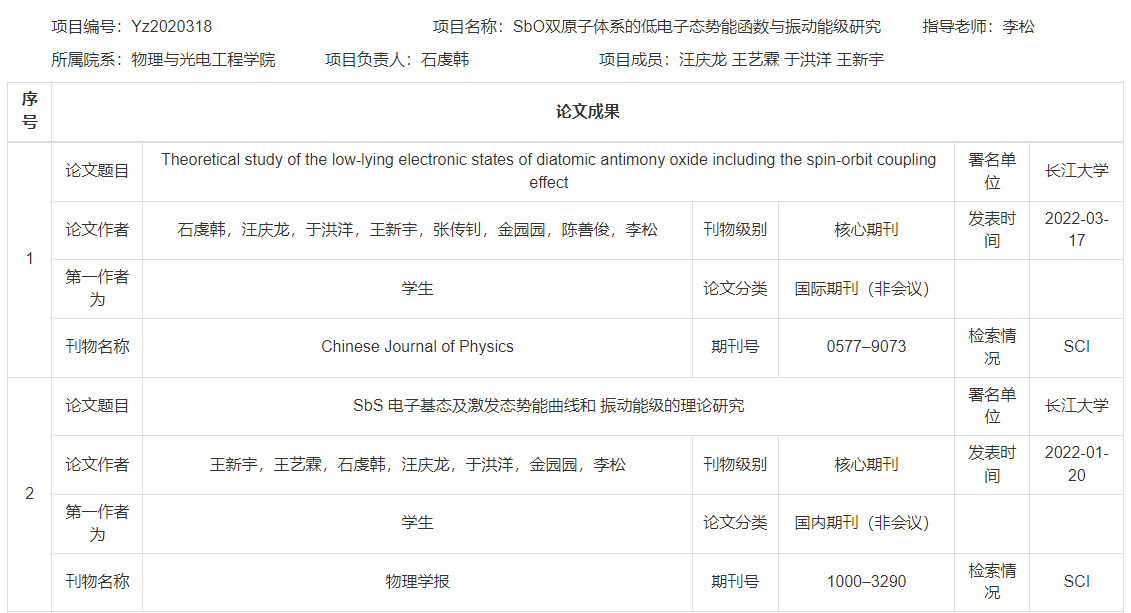 项目编号：Yz2020318 项目名称：SbO双原子体系的低电子态势能函数与振动能级研究 指导老师：李松
所属院系：物理与光电工程学院 项目负责人：石虔韩 项目成员：汪庆龙 王艺霖 于洪洋 王新宇
序号 论文成果
1
论文题目 Theoretical study of the low-lying electronic states of diatomic antimony oxide including the spin-orbit coupling
effect 署名单位 长江大学
论文作者 石虔韩，汪庆龙，于洪洋，王新宇，张传钊，金园园，陈善俊，李松 刊物级别 核心期刊 发表时间 2022-03-17
第一作者为 学生 论文分类 国际期刊（非会议）
刊物名称 Chinese Journal of Physics 期刊号 0577–9073 检索情况 SCI
2
论文题目 SbS 电子基态及激发态势能曲线和 振动能级的理论研究 署名单位 长江大学
论文作者 王新宇，王艺霖，石虔韩，汪庆龙，于洪洋，金园园，李松 刊物级别 核心期刊 发表时间 2022-01-20
第一作者为 学生 论文分类 国内期刊（非会议）
刊物名称 物理学报 期刊号 1000–3290 检索情况 SCI